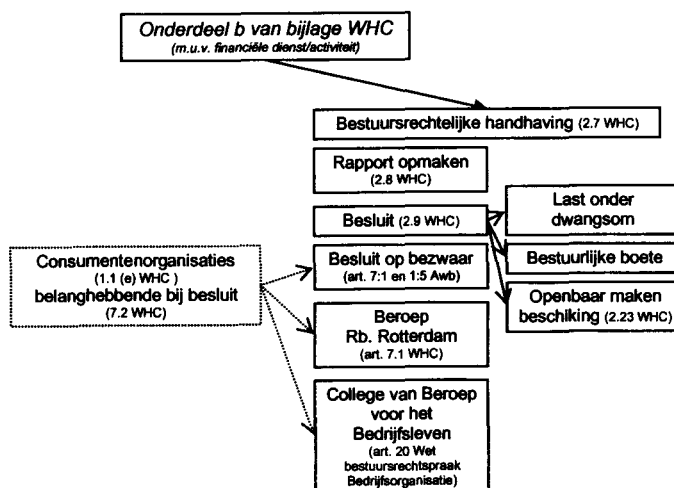 Onderdeel b van bijlage WHC
(m.u.v. financiële dienst/activiteit)
Bestuursrechtelijke handhaving (2.7 WHC)
Rapport opmaken
(2.8 WHC)
Besluit (2.9 WHC)
Last onder
dwangsom
Bestuurlijke boete
Openbaar maken
beschikking (2.23 WHC)
Consumentenorganisaties
(1.1 (e) WHC )
belanghebbende bij besluit
(7.2 WHC)
Besluit op bezwaar
(art. 7:1 en 1:5 Awb)
Beroep
Rb. Rotterdam
(art. 7.1 WHC)
College van Beroep
voor het
Bedrijfsleven
(art. 20 Wet
bestuursrechtspraak
Bedrijfsorganisatie)